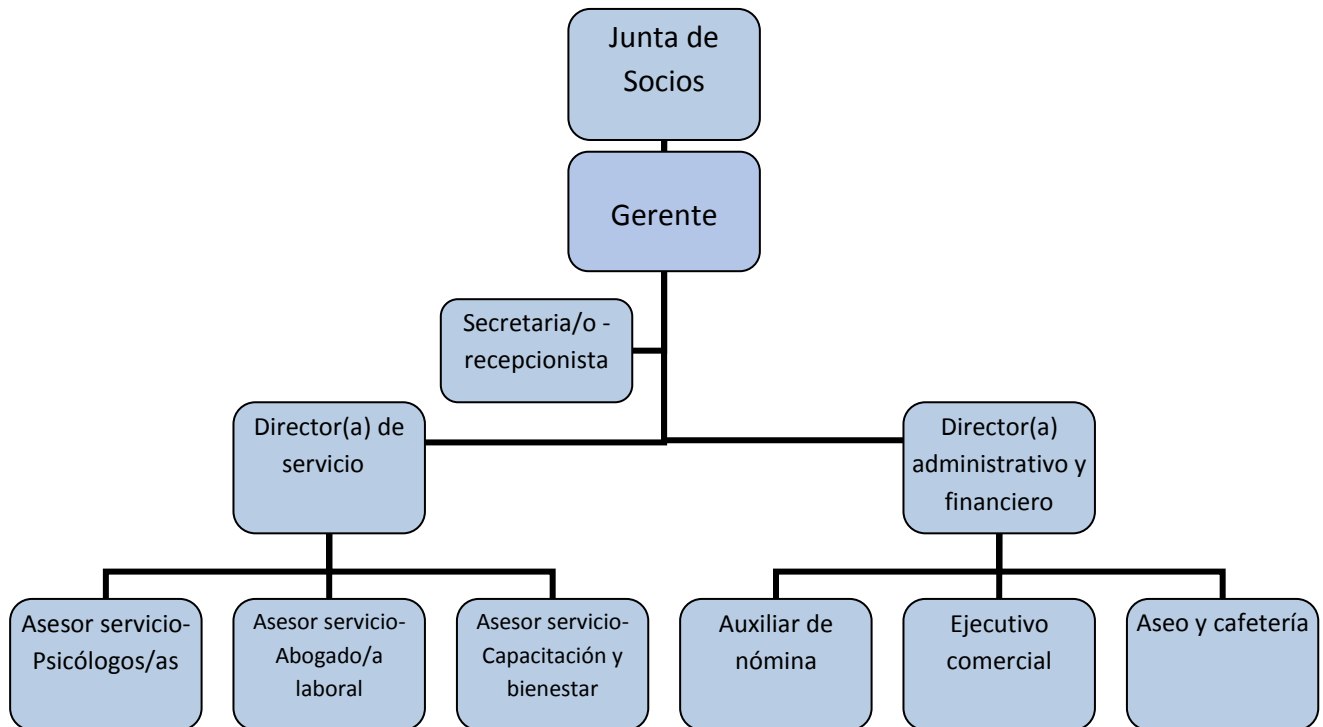 Junta de
Socios
Gerente
Secretaria/o -
recepcionista
Director(a) de
servicio
Director(a)
administrativo y
financiero
Asesor servicio-
Psicólogos/as
Asesor servicio-
Abogado/a
laboral
Asesor servicio-
Capacitación y
bienestar
Auxiliar de
nómina
Ejecutivo
comercial
Aseo y cafetería